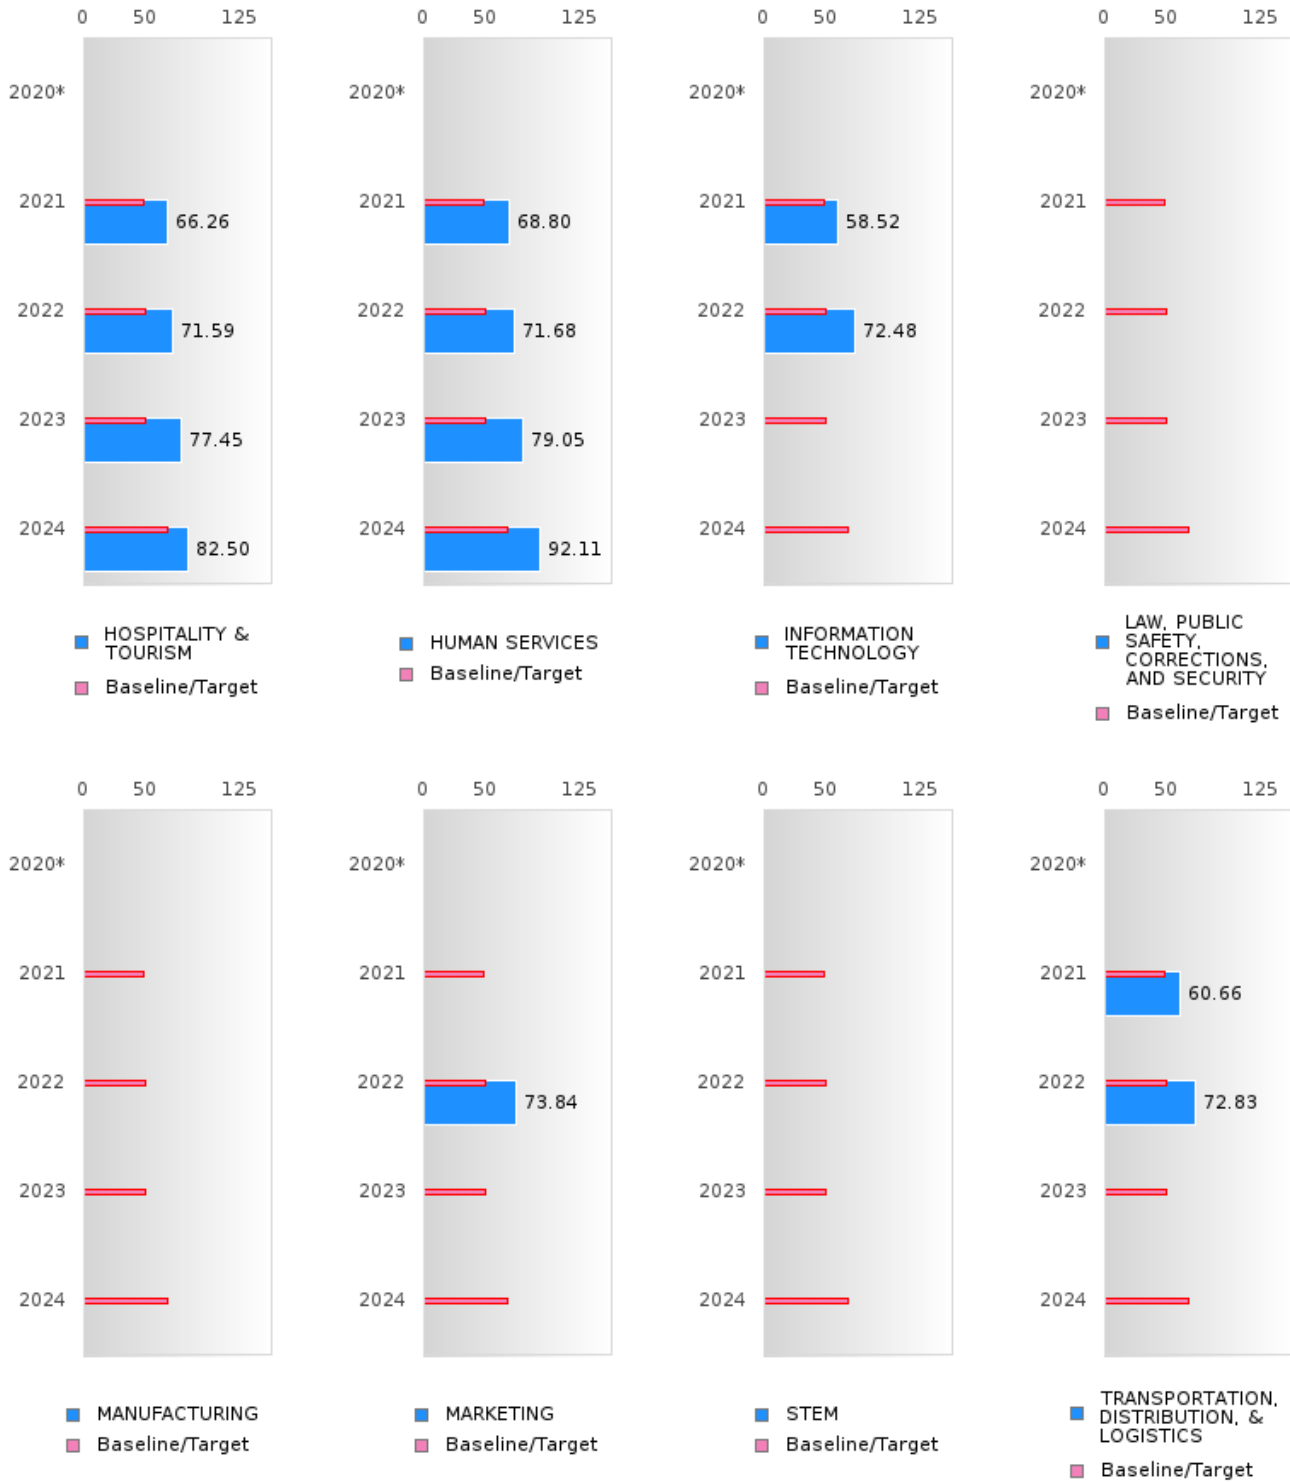 0 50 125
0 50 125
0 50 125
0 50 125
2020*
2020*
2020*
2020*
2021
66.26
2021
68.80
2021
58.52
2021
2022
71.59
2022
71.68
2022
72.48
2022
2023
77.45
2023
79.05
2023
2023
2024
82.50
2024
92.11
2024
2024
HOSPITALITY &
TOURISM
Baseline/Target
HUMAN SERVICES
Baseline/Target
INFORMATION
TECHNOLOGY
Baseline/Target
LAW, PUBLIC
SAFETY,
CORRECTIONS,
AND SECURITY
Baseline/Target
0 50 125
0 50 125
0 50 125
0 50 125
2020*
2020*
2020*
2020*
2021
2021
2021
2021
60.66
2022
2022
73.84
2022
2022
72.83
2023
2023
2023
2023
2024
2024
2024
2024
MANUFACTURING
Baseline/Target
MARKETING
Baseline/Target
STEM
Baseline/Target
TRANSPORTATION,
DISTRIBUTION, &
LOGISTICS
Baseline/Target